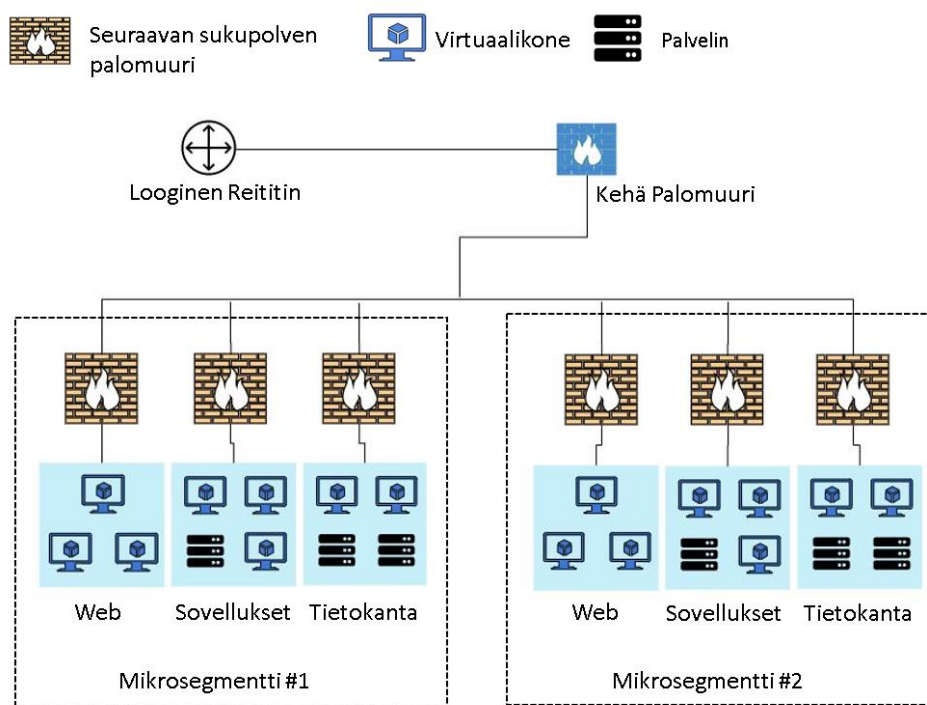 Seuraavan sukupolven
palomuuri
Virtuaalikone
Palvelin
Looginen Reititin
Kehä Palomuuri
Web
Sovellukset
Tietokanta
Web
Sovellukset
Tietokanta
Mikrosegmentti #1
Mikrosegmentti #2